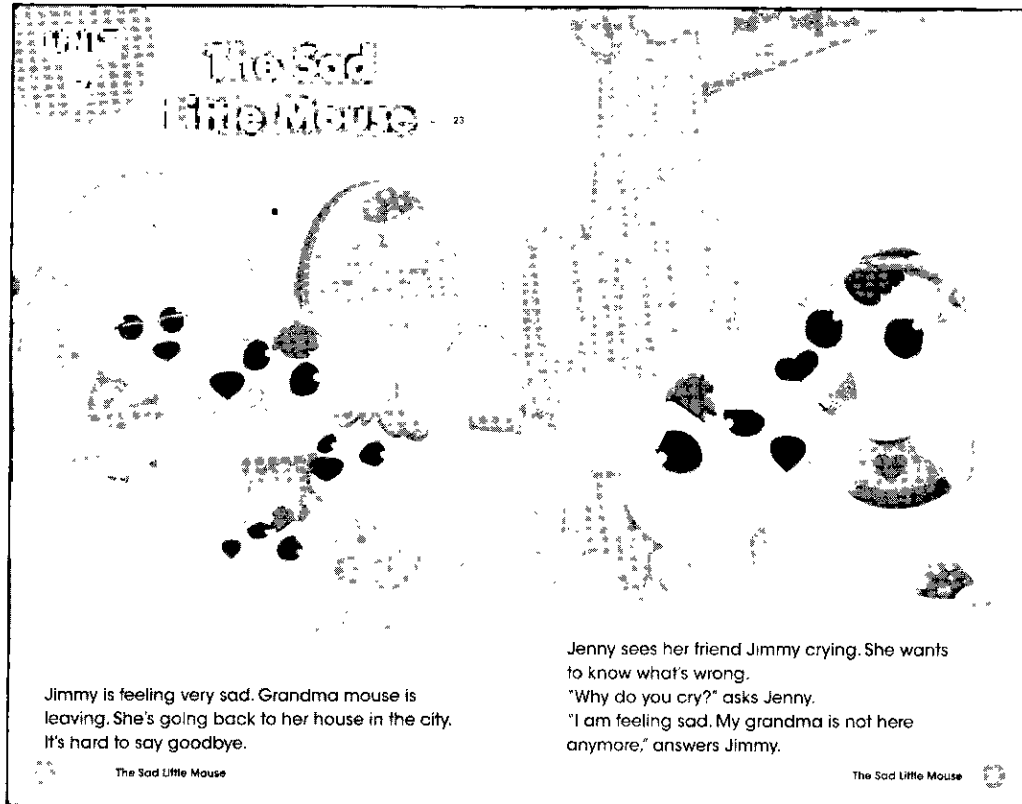 UNIT
The Sad
Little Mouse
23
Jimmy is feeling very sad. Grandma mouse is
leaving. She's going back to her house in the city.
It's hard to say goodbye.
The Sad Little Mouse
Jenny sees her friend Jimmy crying. She wants
to know what's wrong.
"Why do you cry?" asks Jenny.
"I am feeling sad. My grandma is not here
anymore," answers Jimmy.
The Sad Little Mouse